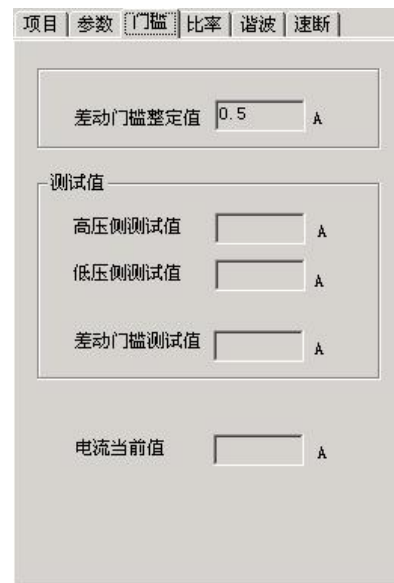 项目 参数 门槛 比率 谐波 速断
差动门槛整定值 0.5 A
测试值
高压侧测试值 A
低压侧测试值 A
差动门槛测试值 A
电流当前值 A